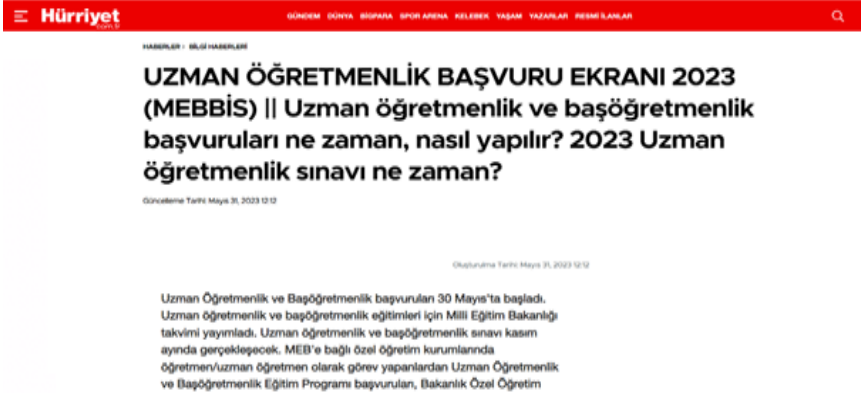 Hürriyet
.com.tr
GÜNDEM DÜNYA BİGPARA SPOR ARENA KELEBEK YAŞAM YAZARLAR RESMİ İLANLAR
HABERLER › BİLGİ HABERLERİ
UZMAN ÖĞRETMENLİK BAŞVURU EKRANI 2023
(MEBBİS) || Uzman öğretmenlik ve başöğretmenlik
başvuruları ne zaman, nasıl yapılır? 2023 Uzman
öğretmenlik sınavı ne zaman?
Güncelleme Tarihi: Mayıs 31, 2023 12:12
Oluşturulma Tarihi: Mayıs 31, 2023 12:12
Uzman Öğretmenlik ve Başöğretmenlik başvuruları 30 Mayıs'ta başladı.
Uzman öğretmenlik ve başöğretmenlik eğitimleri için Milli Eğitim Bakanlığı
takvimi yayımladı. Uzman öğretmenlik ve başöğretmenlik sınavı kasım
ayında gerçekleşecek. MEB'e bağlı özel öğretim kurumlarında
öğretmen/uzman öğretmen olarak görev yapanlardan Uzman Öğretmenlik
ve Başöğretmenlik Eğitim Programı başvuruları, Bakanlık Özel Öğretim